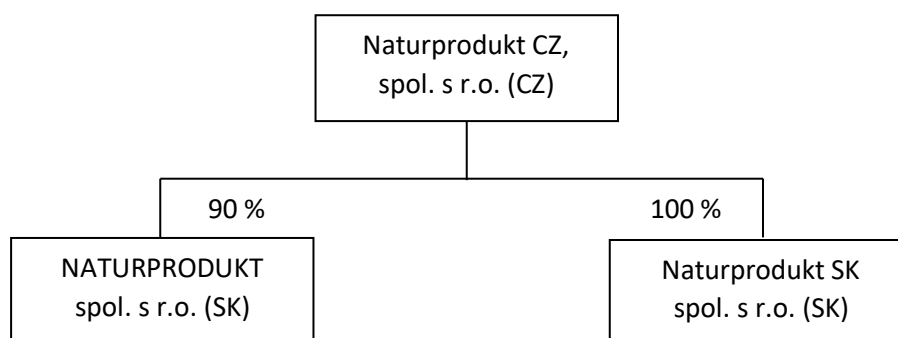 Naturprodukt CZ,
spol. s r.o. (CZ)
90 %
100 %
NATURPRODUKT
spol. s r.o. (SK)
Naturprodukt SK
spol. s r.o. (SK)